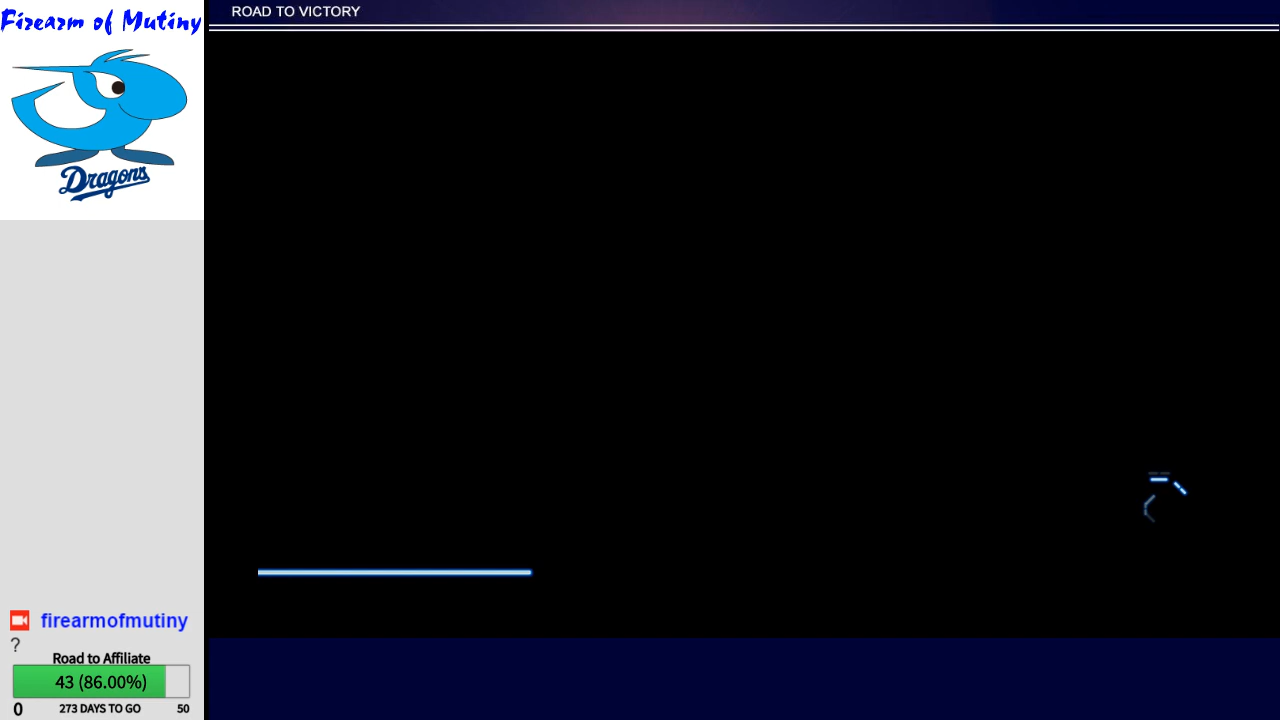 Firearm of Mutiny
ROAD TO VICTORY
Dragons
firearmofmutiny
?
Road to Affiliate
43 (86.00%)
0 273 DAYS TO GO 50